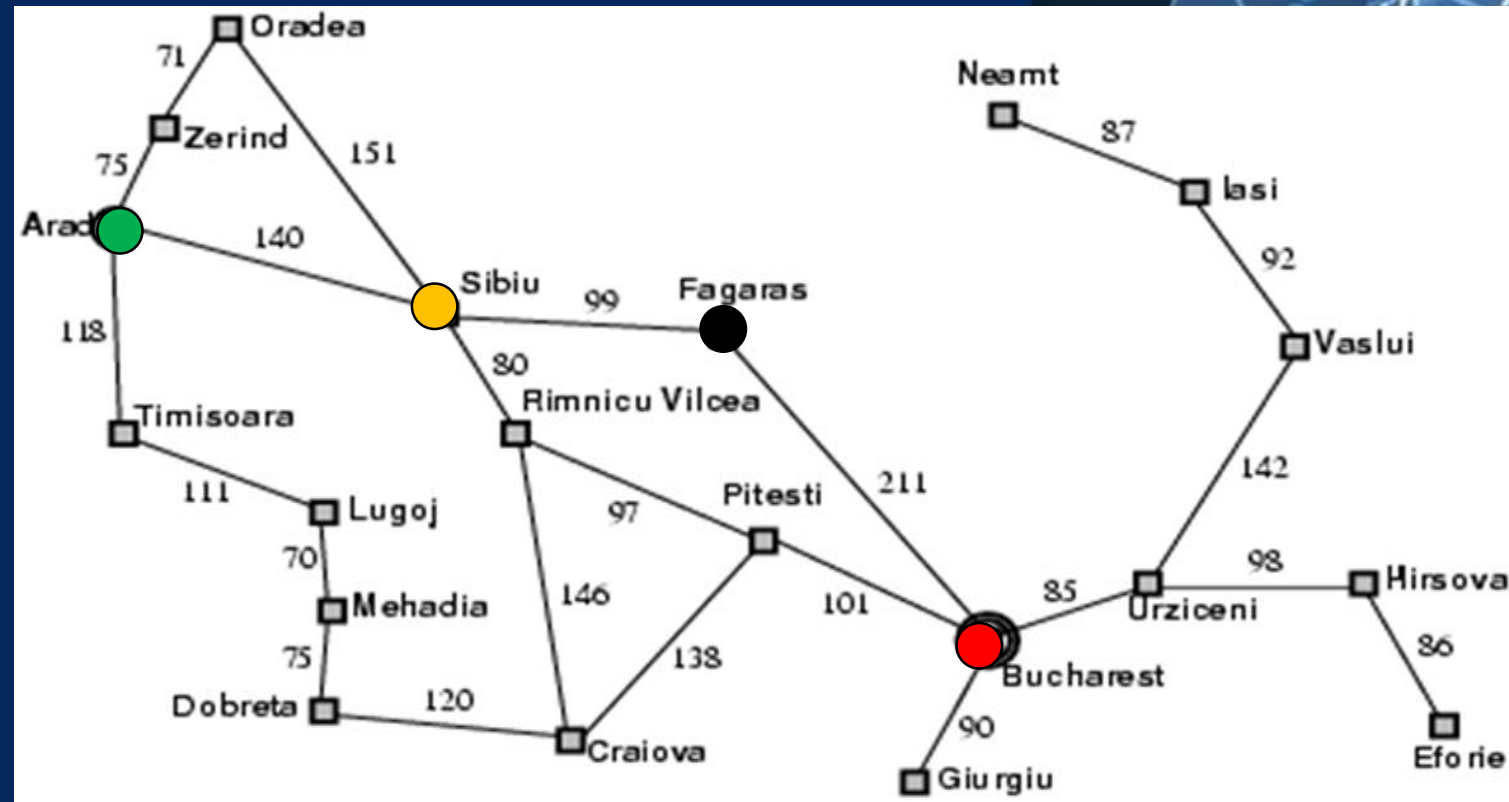 Oradea
71
Neamt
87
Zerind
151
75
Iasi
Arad
140
92
Sibiu
Fagaras
99
118
Vaslui
80
Rimnicu Vilcea
Timisoara
142
211
Pitesti
111
97
Lugoj
70
98
Hirsova
146
85
Mehadia
101
Urziceni
86
75
138
Bucharest
Dobreta
120
90
Craiova
Eforie
Giurgiu